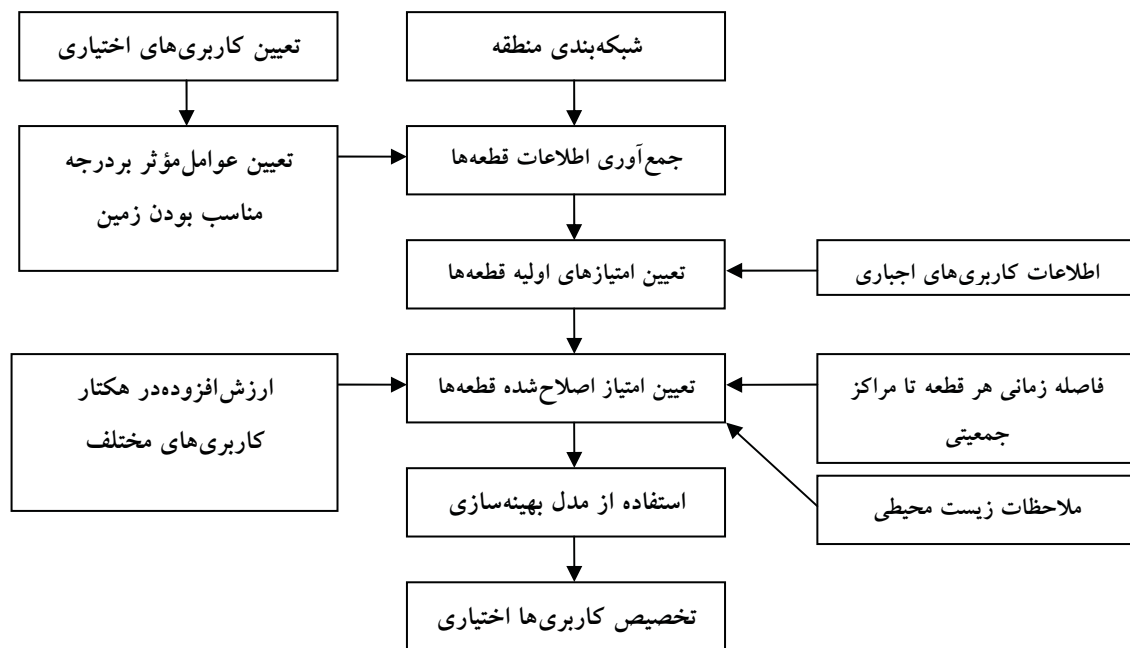 شبکه‌بندی منطقه
تعیین کاربری‌های اختیاری
جمع‌آوری اطلاعات قطعه‌ها
تعیین عوامل‌مؤثر بردرجه
مناسب بودن زمین
اطلاعات کاربری‌های اجباری
تعیین امتیازهای اولیه قطعه‌ها
فاصله زمانی هر قطعه تا مراکز
جمعیتی
تعیین امتیاز اصلاح‌شده قطعه‌ها
ارزش‌افزوده‌در هکتار
کاربری‌های مختلف
ملاحظات زیست محیطی
استفاده از مدل بهینه‌سازی
تخصیص کاربری‌ها اختیاری